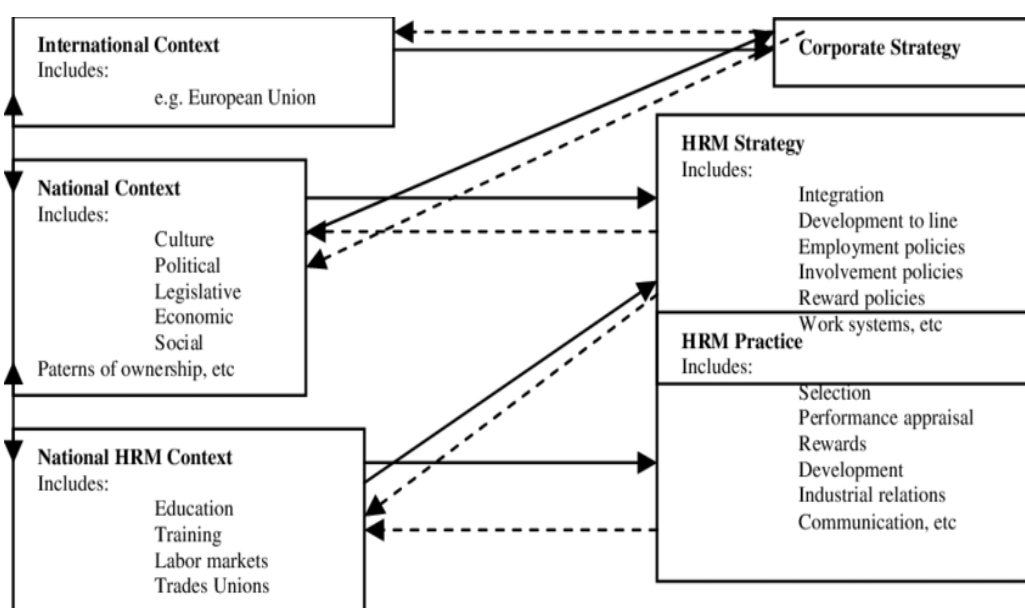 International Context
Includes:
e.g. European Union
National Context
Includes:
Culture
Political
Legislative
Economic
Social
Paterns of ownership, etc
National HRM Context
Includes:
Education
Training
Labor markets
Trades Unions
Corporate Strategy
HRM Strategy
Includes:
Integration
Development to line
Employment policies
Involvement policies
Reward policies
Work systems, etc
HRM Practice
Includes:
Selection
Performance appraisal
Rewards
Development
Industrial relations
Communication, etc